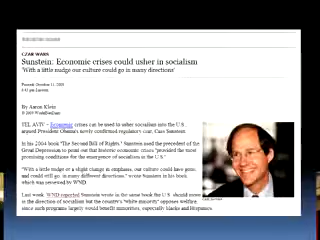 CZAR WARS
Sunstein: Economic crises could usher in socialism
'With a little nudge our culture could go in many directions'
Posted: October 11, 2009
By Aaron Klein
© 2009 WorldNetDaily
TEL AVIV – Economic crises can be used to usher socialism into the U.S.,
argued President Obama's newly confirmed regulatory czar, Cass Sunstein.
In his 2004 book "The Second Bill of Rights," Sunstein used the precedent of the
Great Depression to point out that historic economic crises "provided the most
promising conditions for the emergence of socialism in the U.S."
"With a little nudge or a slight change in emphasis, our culture could have gone
and could still go in many different directions," wrote Sunstein in his book
which was reviewed by WND.
Last week WND reported Sunstein wrote in the same book the U.S. should move
in the direction of socialism but the country's "white majority" opposes welfare
since such programs largely would benefit minorities, especially blacks and Hispanics.